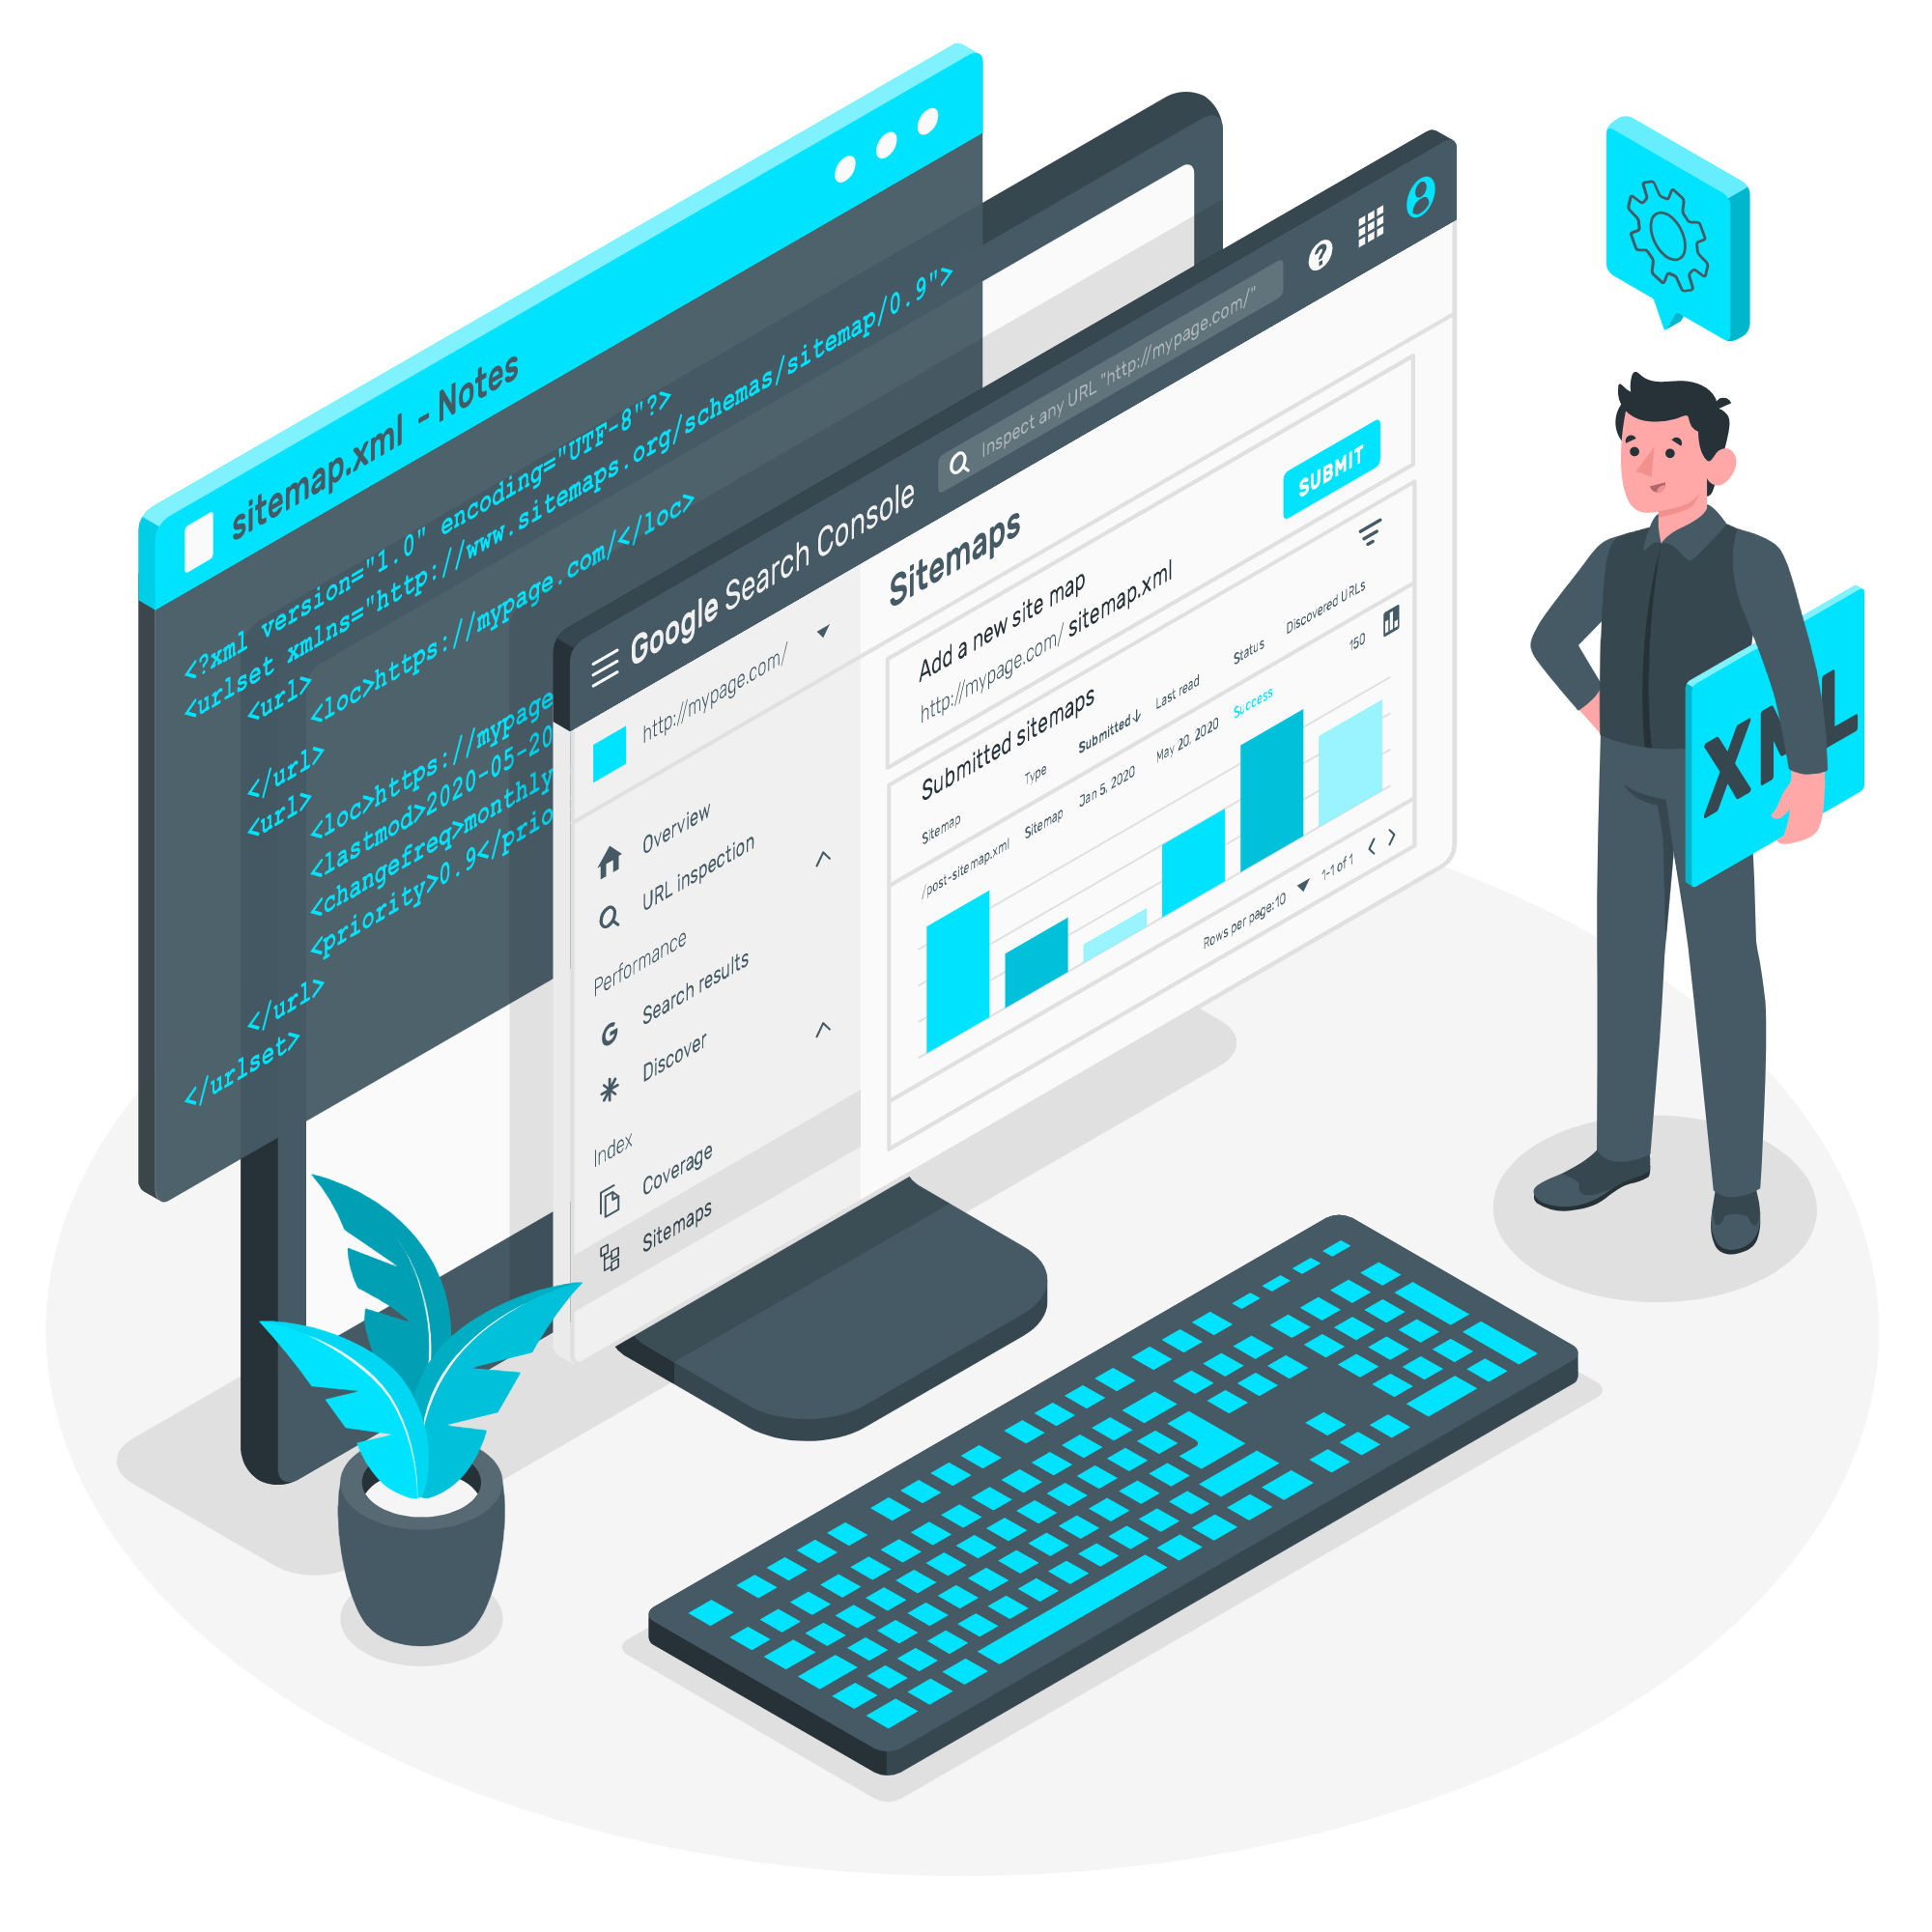 sitemap.xml - Notes
<?xml version="1.0" encoding="UTF-8"?>
<urlset xmlns="http://www.sitemaps.org/schemas/sitemap/0.9">
<url>
<loc>https://mypage.com/</loc>
</url>
<url>
<loc>https://mypage
<lastmod>2020-05-20
<changefreq>monthly
<priority>0.9</prio
</url>
</urlset>
Google Search Console
Inspect any URL "http://mypage.com/"
?
http://mypage.com/
Overview
URL inspection
Performance
G Search results
Discover
Index
Coverage
Sitemaps
Sitemaps
Add a new site map
http://mypage.com/ sitemap.xml
SUBMIT
Submitted sitemaps
Sitemap Type Submitted↓ Last read Status Discovered URLs
/post-sitemap.xml Sitemap Jan 5, 2020 May 20, 2020 Success 150
Rows per page:10 1-1 of 1 < >
XML